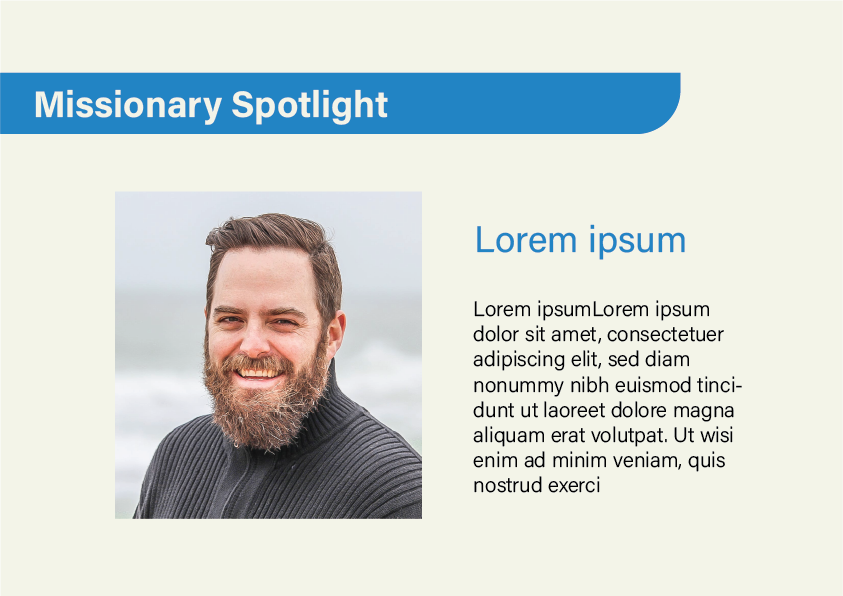 Missionary Spotlight
Lorem ipsum
Lorem ipsumLorem ipsum
dolor sit amet, consectetuer
adipiscing elit, sed diam
nonummy nibh euismod tinci-
dunt ut laoreet dolore magna
aliquam erat volutpat. Ut wisi
enim ad minim veniam, quis
nostrud exerci